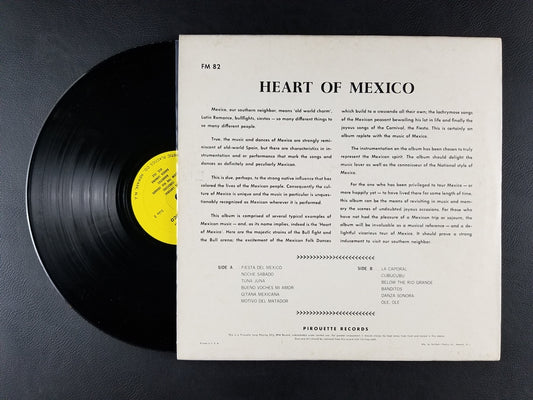 FM 82
HEART OF MEXICO
Mexico, our southern neighbor, means 'old world charm',
Latin Romance, bullfights, siestas — so many different things to
so many different people.
True, the music and dances of Mexico are strongly remi-
niscent of old-world Spain, but there are characteristics in in-
strumentation or performance that mark the songs and
dances as definitely and peculiarly Mexican.
This is due, perhaps, to the strong native influence that has
colored the lives of the Mexican people. Consequently the cul-
ture of Mexico is unique and the music in particular is unques-
tionably recognized as Mexican wherever it is performed.
This album is comprised of several typical examples of
Mexican music — and, as its name implies, indeed is the 'Heart
of Mexico'. Here are the majestic strains of the Bull fight and
the Bull arena; the excitement of the Mexican Folk Dances
which build to a crescendo all their own; the lachrymose songs
of the Mexican peasant bewailing his lot in life and finally the
joyous songs of the Carnival, the Fiesta. This is certainly an
album replete with the music of Mexico.
The instrumentation on the album has been chosen to truly
represent the Mexican spirit. The album should delight the
music lover as well as the connoisseur of the National style of
Mexico.
For the one who has been privileged to tour Mexico — or
more happily yet — to have lived there for some length of time,
this album can be the means of revisiting in music and mem-
ory the scenes of undoubted joyous occasions. For those who
have not had the pleasure of a Mexican trip or sojourn, the
album will be invaluable as a musical reference — and a de-
lightful vicarious tour of Mexico. It should prove a strong
inducement to visit our southern neighbor.
SIDE A
FIESTA DEL MEXICO
NOCHE SABADO
TONA JUNA
BUENO VOCHES MI AMOR
GITANA MEXICANA
MOTIVO DEL MATADOR
SIDE B
LA CAPORAL
CUBUCUBU
BELOW THE RIO GRANDE
BANDITOS
DANZA SONORA
OLE, OLE
PIROUETTE RECORDS